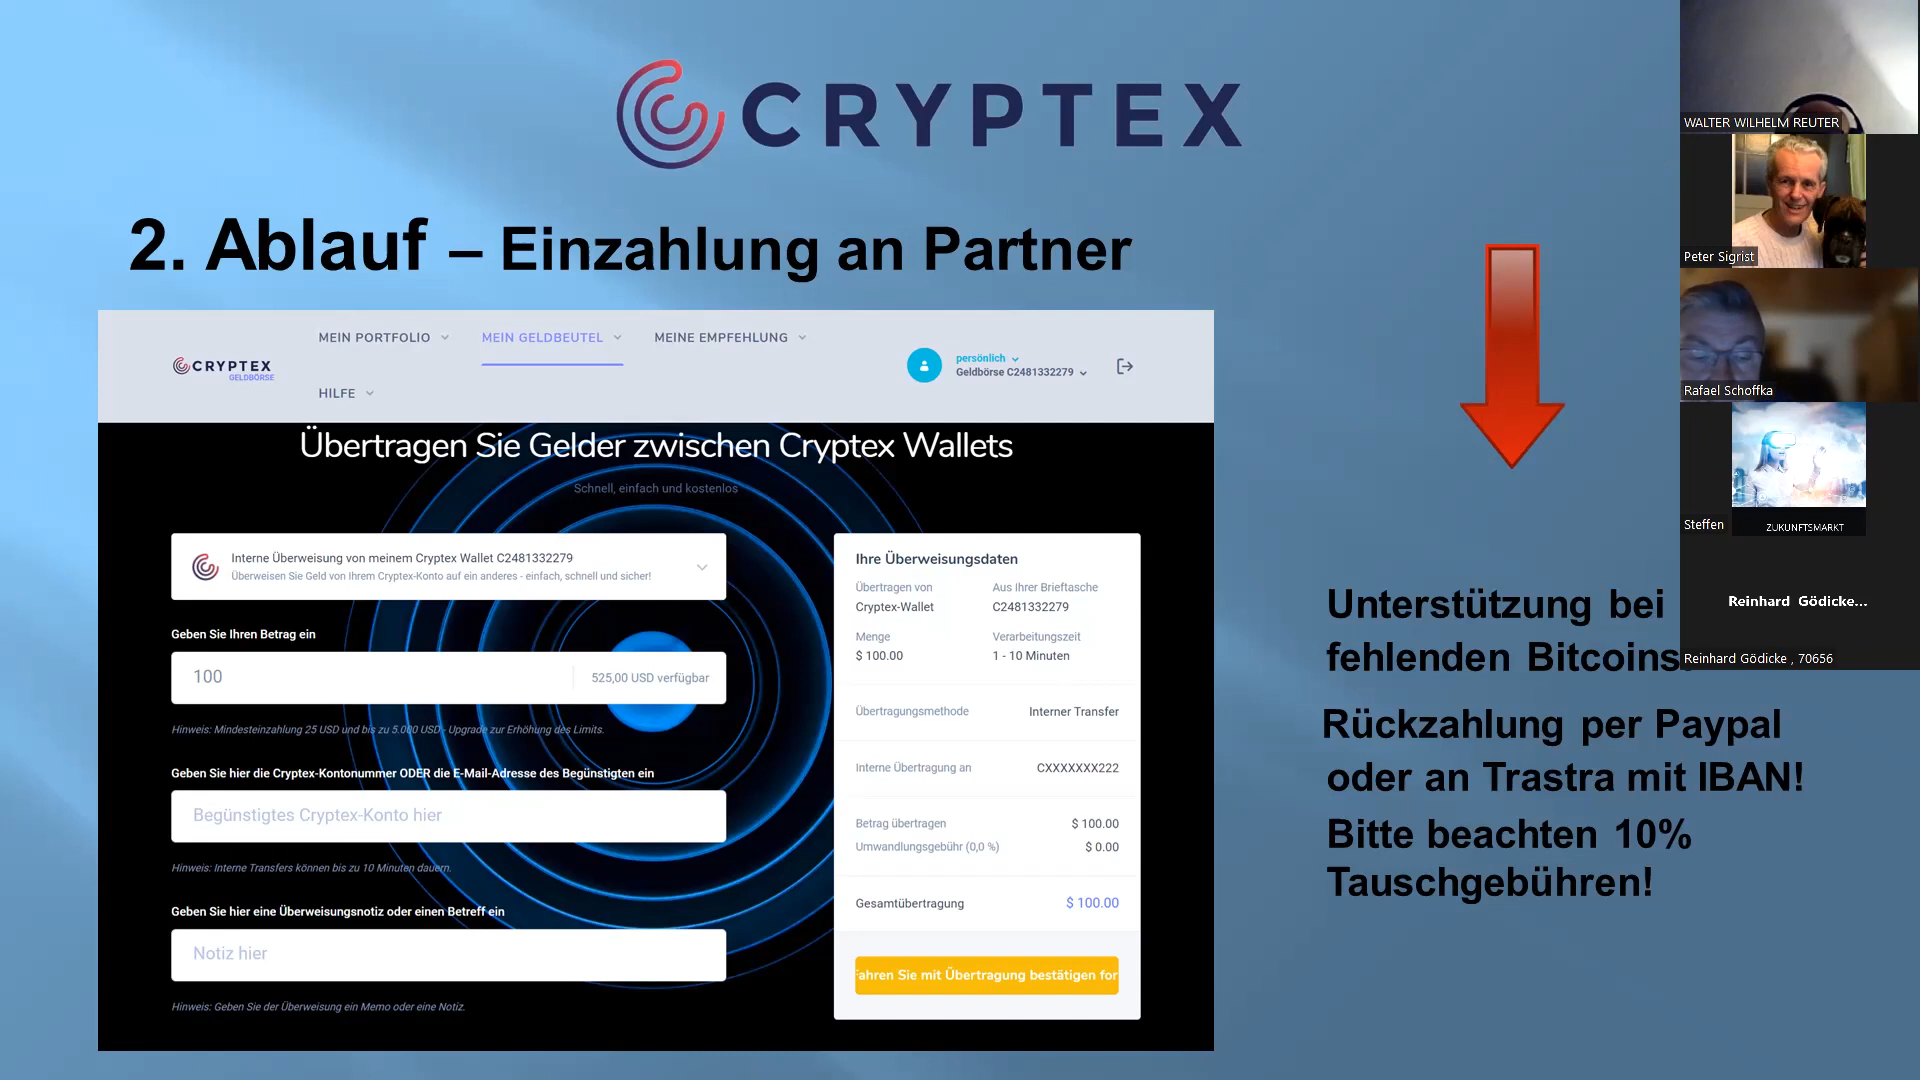 CRYPTEX
2. Ablauf – Einzahlung an Partner
MEIN PORTFOLIO
MEIN GELDBEUTEL
MEINE EMPFEHLUNG
HILFE
CRYPTEX
GELDBÖRSE
persönlich
Geldbörse C2481332279
Übertragen Sie Gelder zwischen Cryptex Wallets
Schnell, einfach und kostenlos
Interne Überweisung von meinem Cryptex Wallet C2481332279
Überweisen Sie Geld von Ihrem Cryptex-Konto auf ein anderes - einfach, schnell und sicher!
Geben Sie Ihren Betrag ein
100
525,00 USD verfügbar
Hinweis: Mindesteinzahlung 25 USD und bis zu 5.000 USD - Upgrade zur Erhöhung des Limits.
Geben Sie hier die Cryptex-Kontonummer ODER die E-Mail-Adresse des Begünstigten ein
Begünstigtes Cryptex-Konto hier
Hinweis: Interne Transfers können bis zu 10 Minuten dauern.
Geben Sie hier eine Überweisungsnotiz oder einen Betreff ein
Notiz hier
Hinweis: Geben Sie der Überweisung ein Memo oder eine Notiz.
Ihre Überweisungsdaten
Übertragen von
Aus Ihrer Brieftasche
Cryptex-Wallet
C2481332279
Menge
Verarbeitungszeit
$ 100.00
1 - 10 Minuten
Übertragungsmethode
Interner Transfer
Interne Übertragung an
CXXXXXXX222
Betrag übertragen
$ 100.00
Umwandlungsgebühr (0,0 %)
$ 0.00
Gesamtübertragung
$ 100.00
ahren Sie mit Übertragung bestätigen for
Unterstützung bei
fehlenden Bitcoins
Rückzahlung per Paypal
oder an Trastra mit IBAN!
Bitte beachten 10%
Tauschgebühren!
WALTER WILHELM REUTER
Peter Sigrist
Rafael Schoffka
Steffen
ZUKUNFTSMARKT
Reinhard Gödicke...
Reinhard Gödicke , 70656